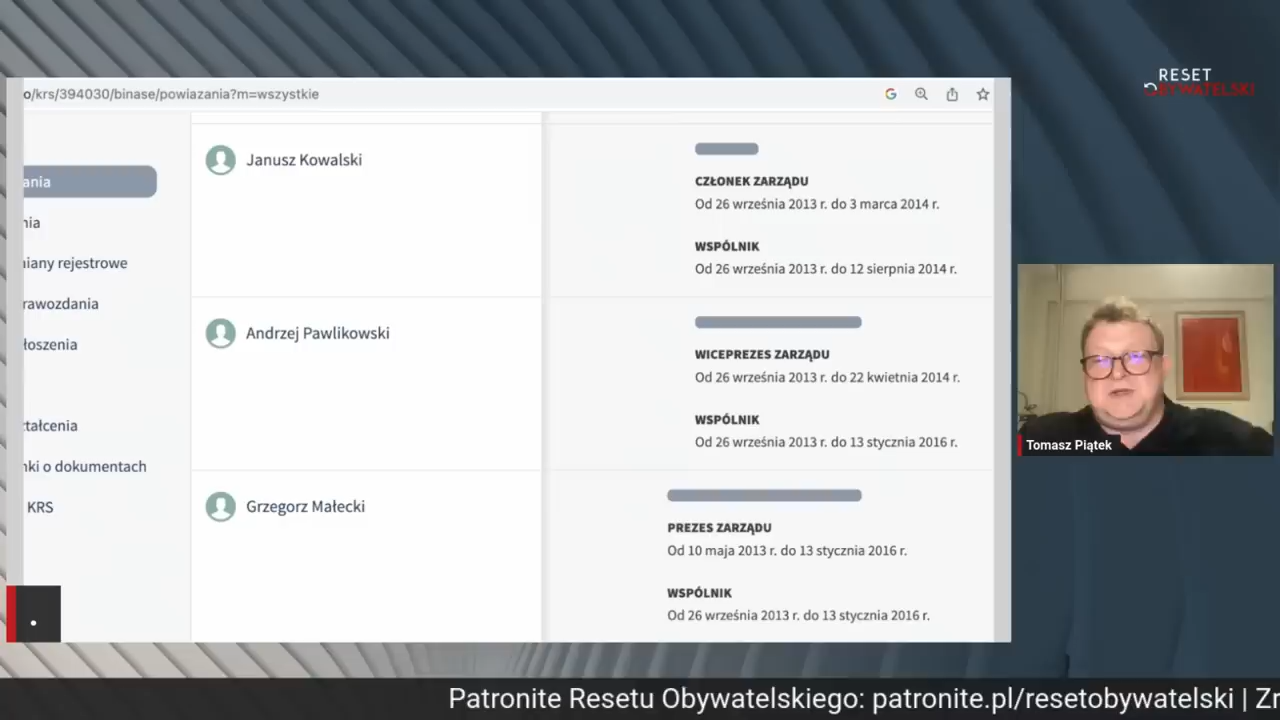 RESET
OBYWATELSKI
o/krs/394030/binase/powiazania?m=wszystkie
ania
nia
niany rejestrowe
rawozdania
łoszenia
ztałcenia
nki o dokumentach
KRS
Janusz Kowalski
CZŁONEK ZARZĄDU
Od 26 września 2013 r. do 3 marca 2014 r.
WSPÓLNIK
Od 26 września 2013 r. do 12 sierpnia 2014 r.
Andrzej Pawlikowski
WICEPREZES ZARZĄDU
Od 26 września 2013 r. do 22 kwietnia 2014 r.
WSPÓLNIK
Od 26 września 2013 r. do 13 stycznia 2016 r.
Grzegorz Małecki
PREZES ZARZĄDU
Od 10 maja 2013 r. do 13 stycznia 2016 r.
WSPÓLNIK
Od 26 września 2013 r. do 13 stycznia 2016 r.
Tomasz Piątek
.
Patronite Resetu Obywatelskiego: patronite.pl/resetobywatelski | Zr